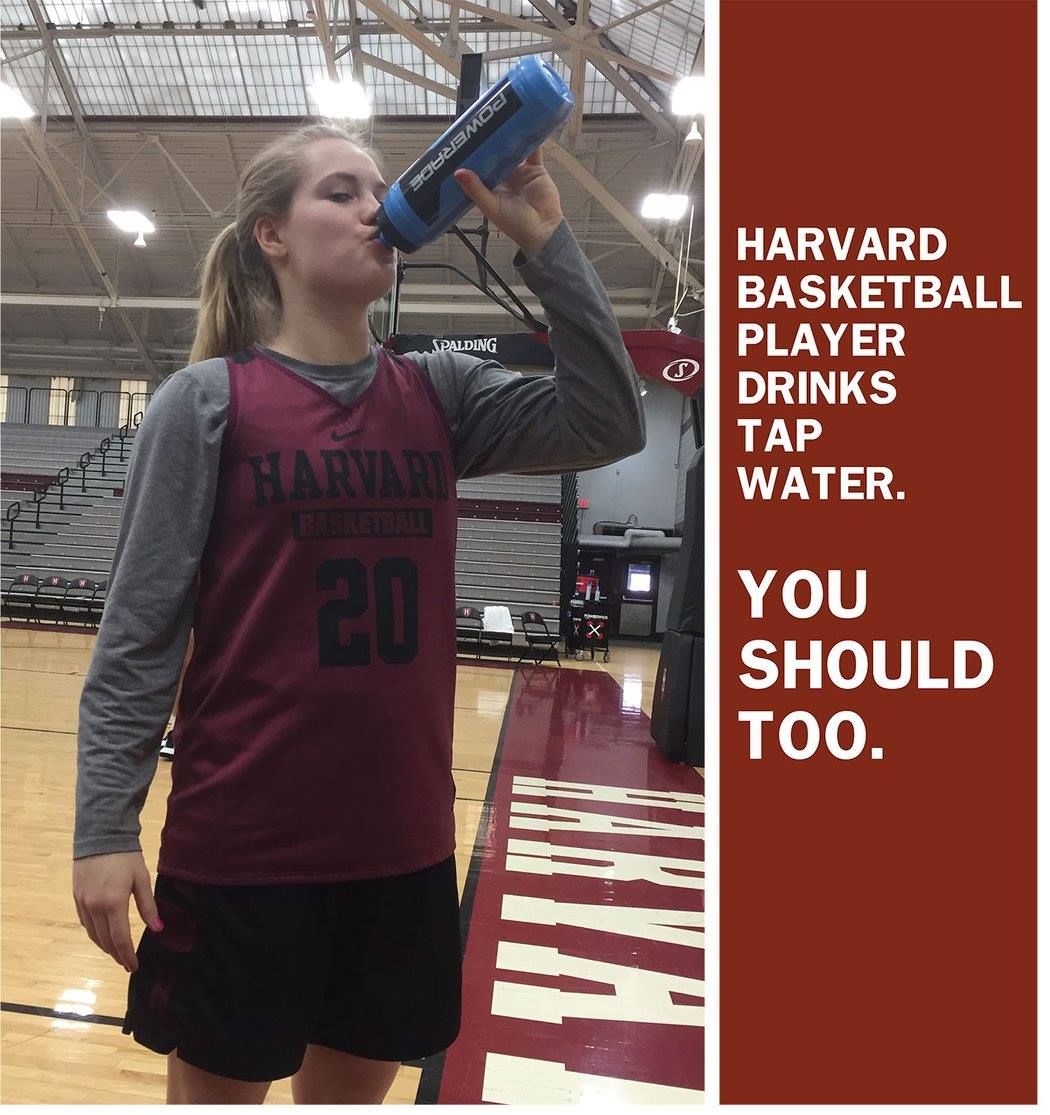 POWERADE
SPALDING
HARVARD
BASKETBALL
20
HARVARD
BASKETBALL
PLAYER
DRINKS
TAP
WATER.
YOU
SHOULD
TOO.